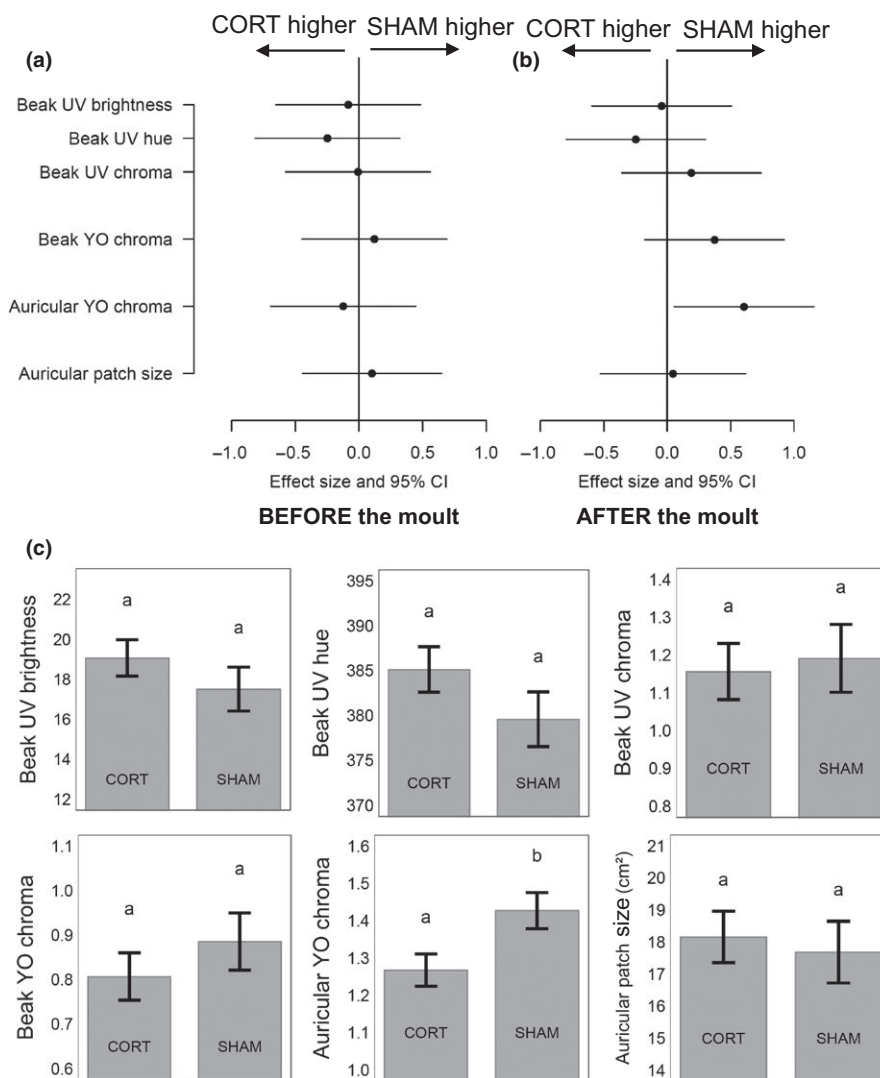 CORT higher SHAM higher CORT higher SHAM higher
(a) (b)
Beak UV brightness
Beak UV hue
Beak UV chroma
Beak YO chroma
Auricular YO chroma
Auricular patch size
–1.0 –0.5 0.0 0.5 1.0 –1.0 –0.5 0.0 0.5 1.0
Effect size and 95% CI Effect size and 95% CI
BEFORE the moult AFTER the moult
(c)
Beak UV brightness
22
20
19
18
16
14
12
a
a
CORT
SHAM
Beak UV hue
395
390
385
380
375
370
a
a
CORT
SHAM
Beak UV chroma
1.4
1.3
1.2
1.1
1.0
0.9
0.8
a
a
CORT
SHAM
Beak YO chroma
1.1
1.0
0.9
0.8
0.7
0.6
a
a
CORT
SHAM
Auricular YO chroma
1.6
1.5
1.4
1.3
1.2
1.1
1.0
a
b
CORT
SHAM
Auricular patch size (cm²)
21
20
19
18
17
16
15
14
a
a
CORT
SHAM